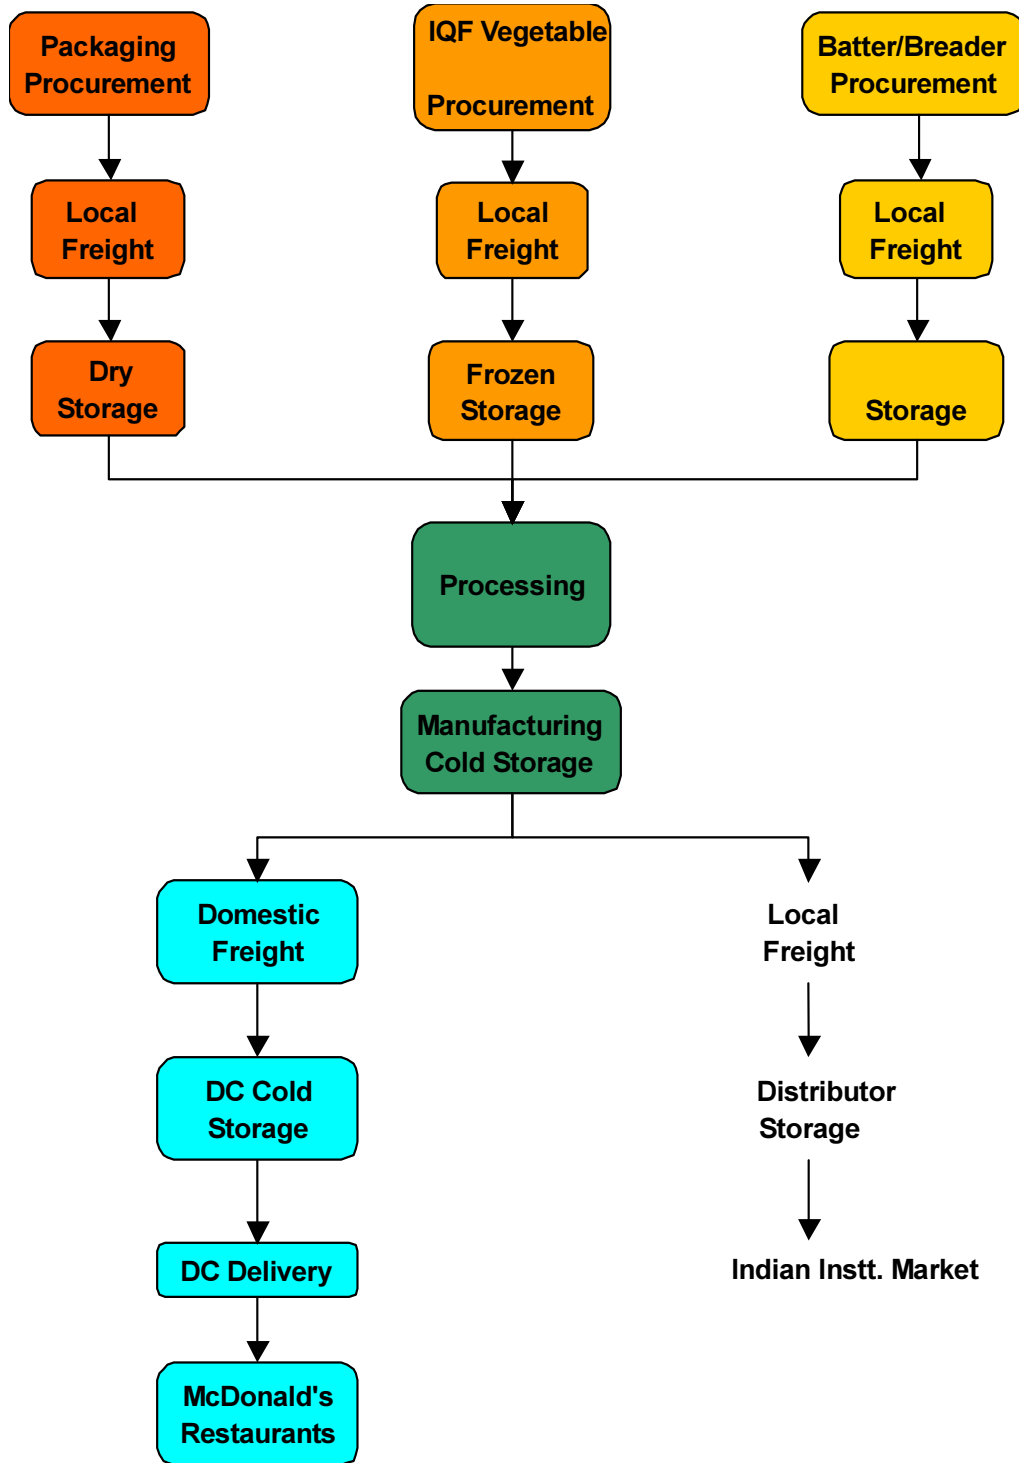 Packaging
Procurement
IQF Vegetable
Procurement
Batter/Breader
Procurement
Local
Freight
Local
Freight
Local
Freight
Dry
Storage
Frozen
Storage
Storage
Processing
Manufacturing
Cold Storage
Domestic
Freight
Local
Freight
DC Cold
Storage
Distributor
Storage
DC Delivery
Indian Instt. Market
McDonald's
Restaurants